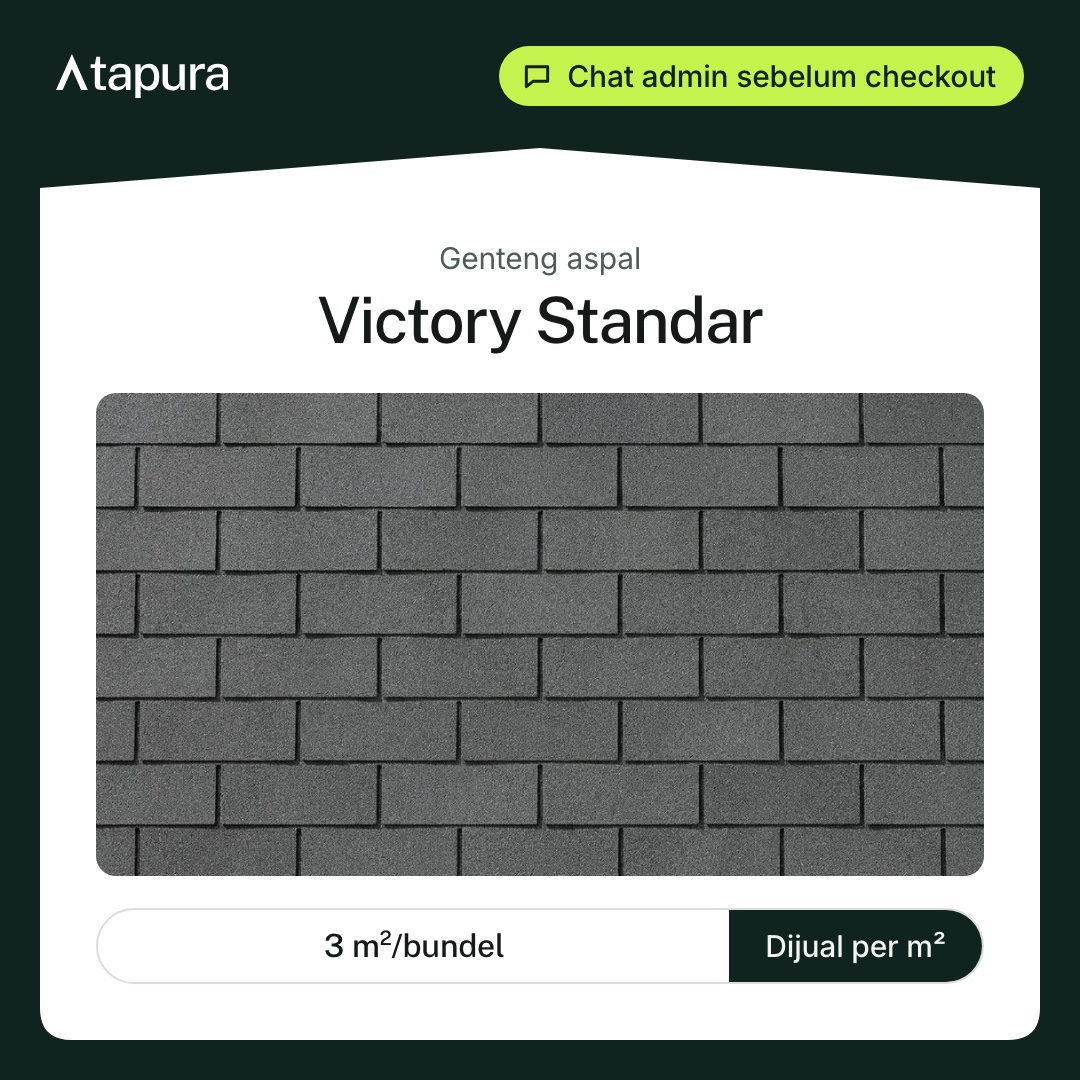 Atapura
Chat admin sebelum checkout
Genteng aspal
Victory Standar
3 m²/bundel
Dijual per m²